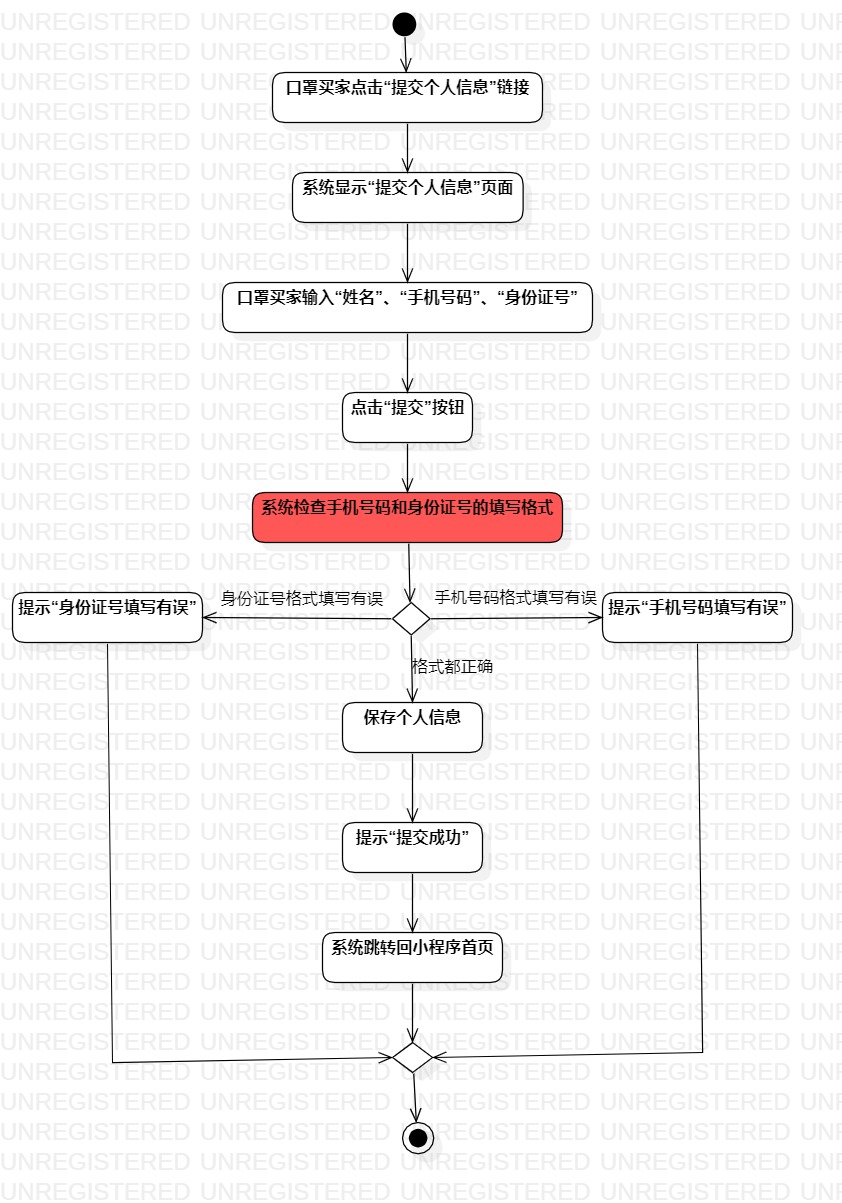 口罩买家点击“提交个人信息”链接
系统显示“提交个人信息”页面
口罩买家输入“姓名”、“手机号码”、“身份证号”
点击“提交”按钮
系统检查手机号码和身份证号的填写格式
身份证号格式填写有误
手机号码格式填写有误
提示“身份证号填写有误”
提示“手机号码填写有误”
格式都正确
保存个人信息
提示“提交成功”
系统跳转回小程序首页
UNREGISTERED